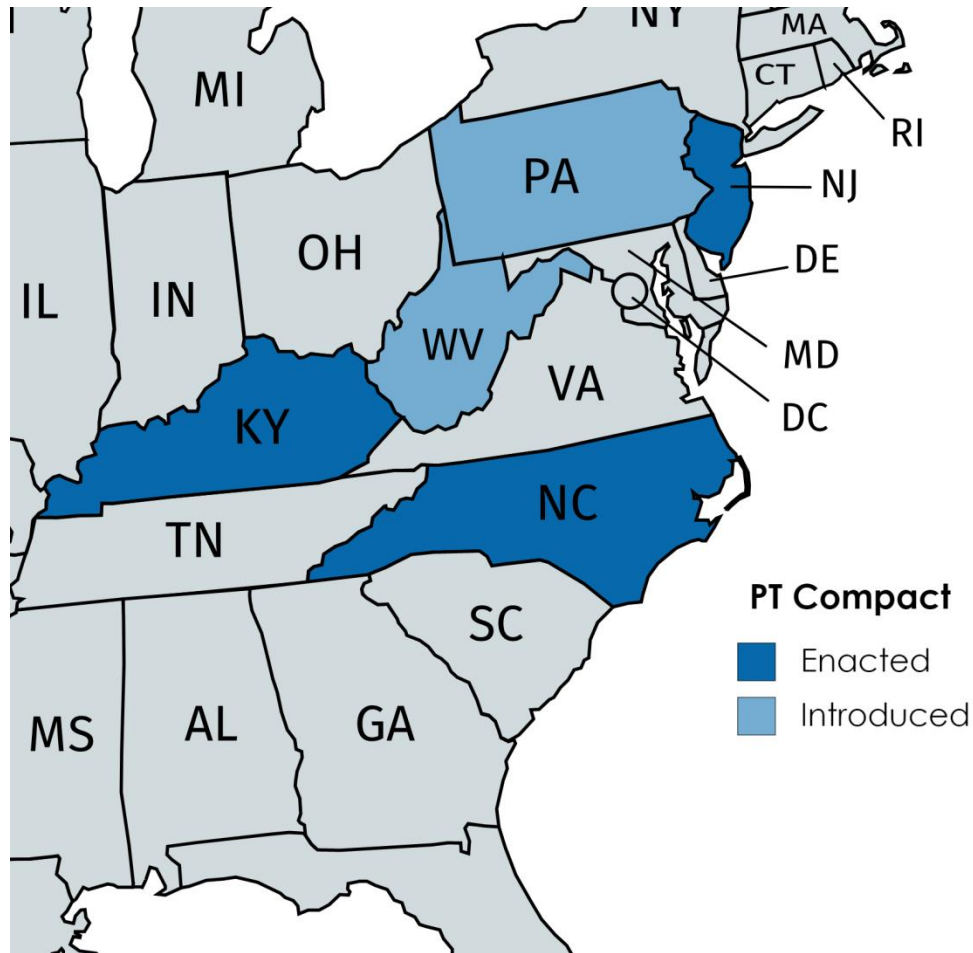 NY
MA
MI
CT
RI
PA
NJ
OH
DE
IL
IN
WV
MD
VA
DC
KY
NC
TN
PT Compact
SC
Enacted
Introduced
MS
AL
GA